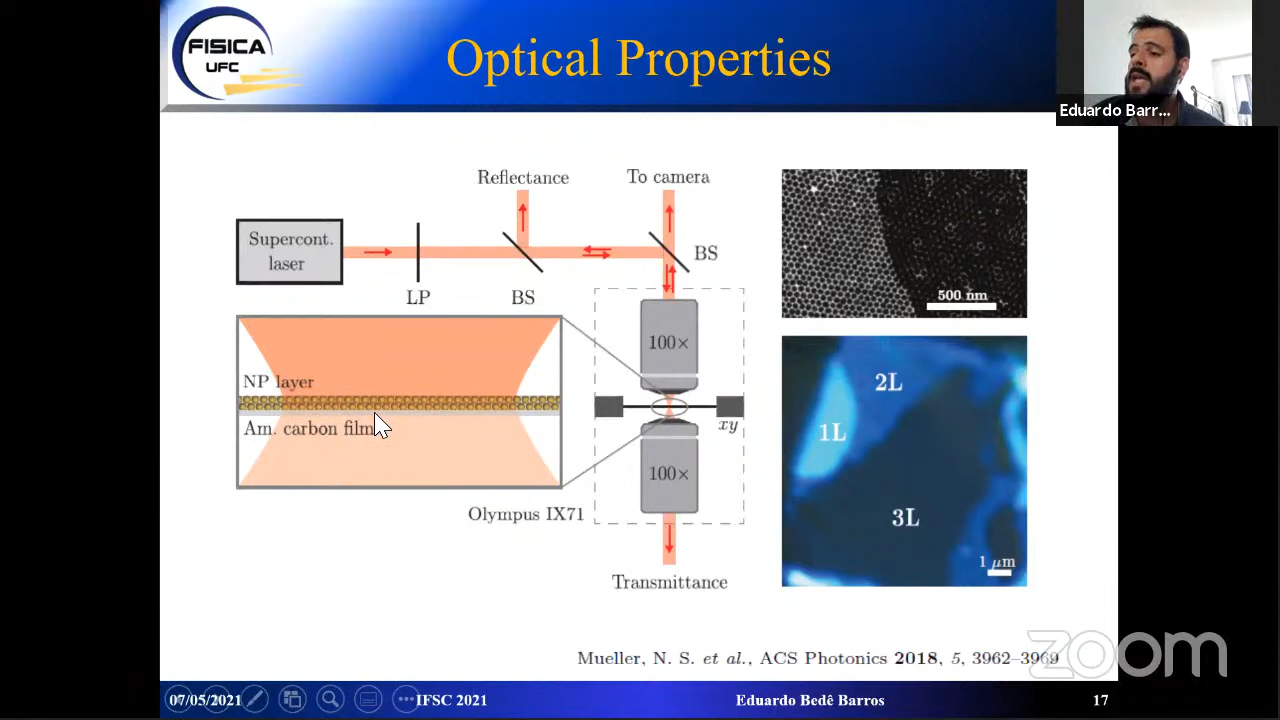 FISICA
UFC
Optical Properties
Eduardo Barr...
Reflectance
To camera
Supercont.
laser
LP
BS
BS
NP layer
Am. carbon film
100×
xy
100×
Olympus IX71
Transmittance
500 nm
2L
1L
3L
1 μm
Mueller, N. S. et al., ACS Photonics 2018, 5, 3962–3969
zoom
07/05/2021
IFSC 2021
Eduardo Bedê Barros
17